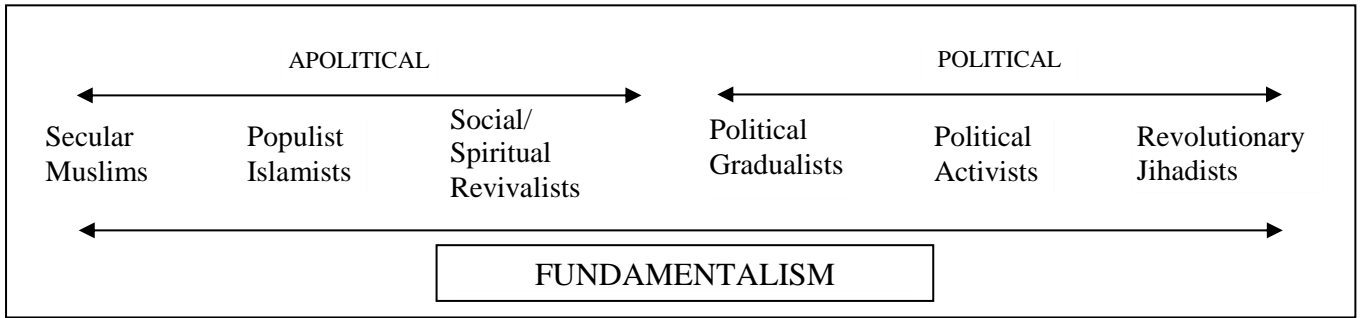 APOLITICAL
POLITICAL
Secular
Muslims
Populist
Islamists
Social/
Spiritual
Revivalists
Political
Gradualists
Political
Activists
Revolutionary
Jihadists
FUNDAMENTALISM